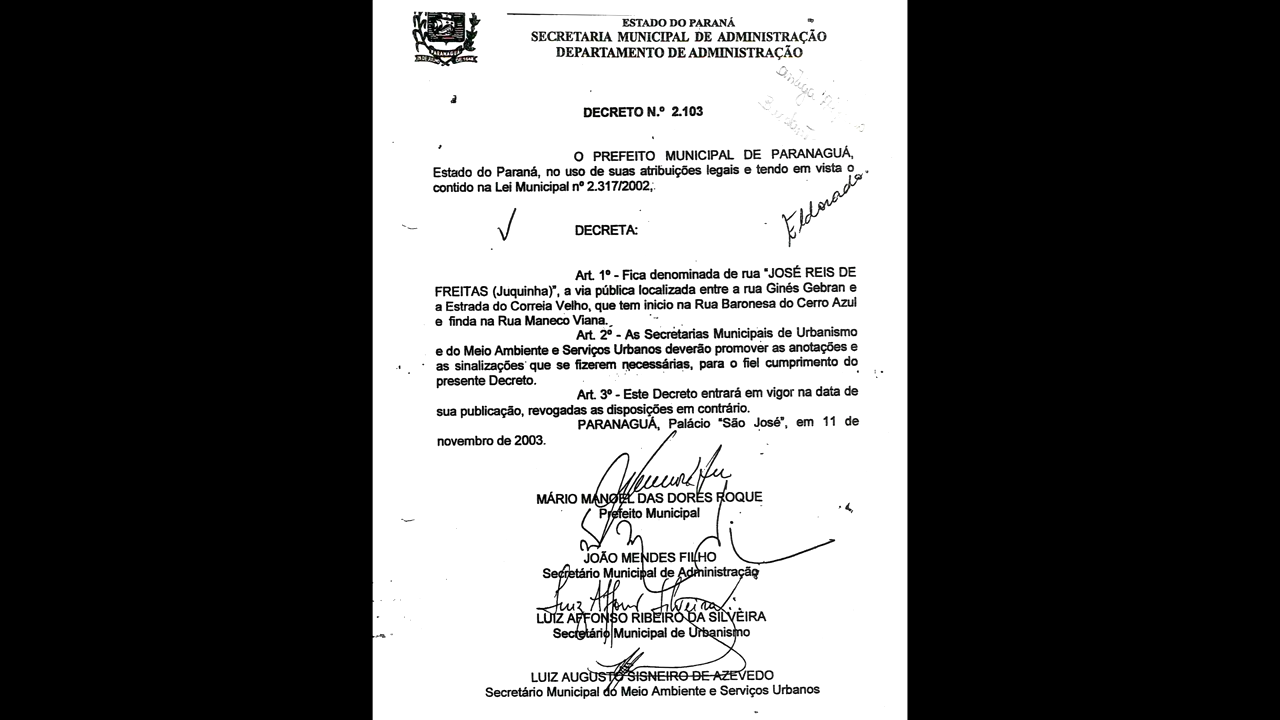 ESTADO DO PARANÁ
SECRETARIA MUNICIPAL DE ADMINISTRAÇÃO
DEPARTAMENTO DE ADMINISTRAÇÃO
PARANAGUÁ
DECRETO N.º 2.103
O PREFEITO MUNICIPAL DE PARANAGUÁ,
Estado do Paraná, no uso de suas atribuições legais e tendo em vista o
contido na Lei Municipal nº 2.317/2002,
Eldorado
DECRETA:
Art. 1º - Fica denominada de rua "JOSÉ REIS DE
FREITAS (Juquinha)", a via pública localizada entre a rua Ginés Gebran e
a Estrada do Correia Velho, que tem inicio na Rua Baronesa do Cerro Azul
e finda na Rua Maneco Viana.
Art. 2º - As Secretarias Municipais de Urbanismo
e do Meio Ambiente e Serviços Urbanos deverão promover as anotações e
as sinalizações que se fizerem necessárias, para o fiel cumprimento do
presente Decreto.
Art. 3º - Este Decreto entrará em vigor na data de
sua publicação, revogadas as disposições em contrário.
PARANAGUÁ, Palácio "São José", em 11 de
novembro de 2003.
MÁRIO MANOEL DAS DORES ROQUE
Prefeito Municipal
JOÃO MENDES FILHO
Secretário Municipal de Administração
Luiz Affonso Silveira
LUIZ AFFONSO RIBEIRO DA SILVEIRA
Secretário Municipal de Urbanismo
LUIZ AUGUSTO SISNEIRO DE AZEVEDO
Secretário Municipal do Meio Ambiente e Serviços Urbanos